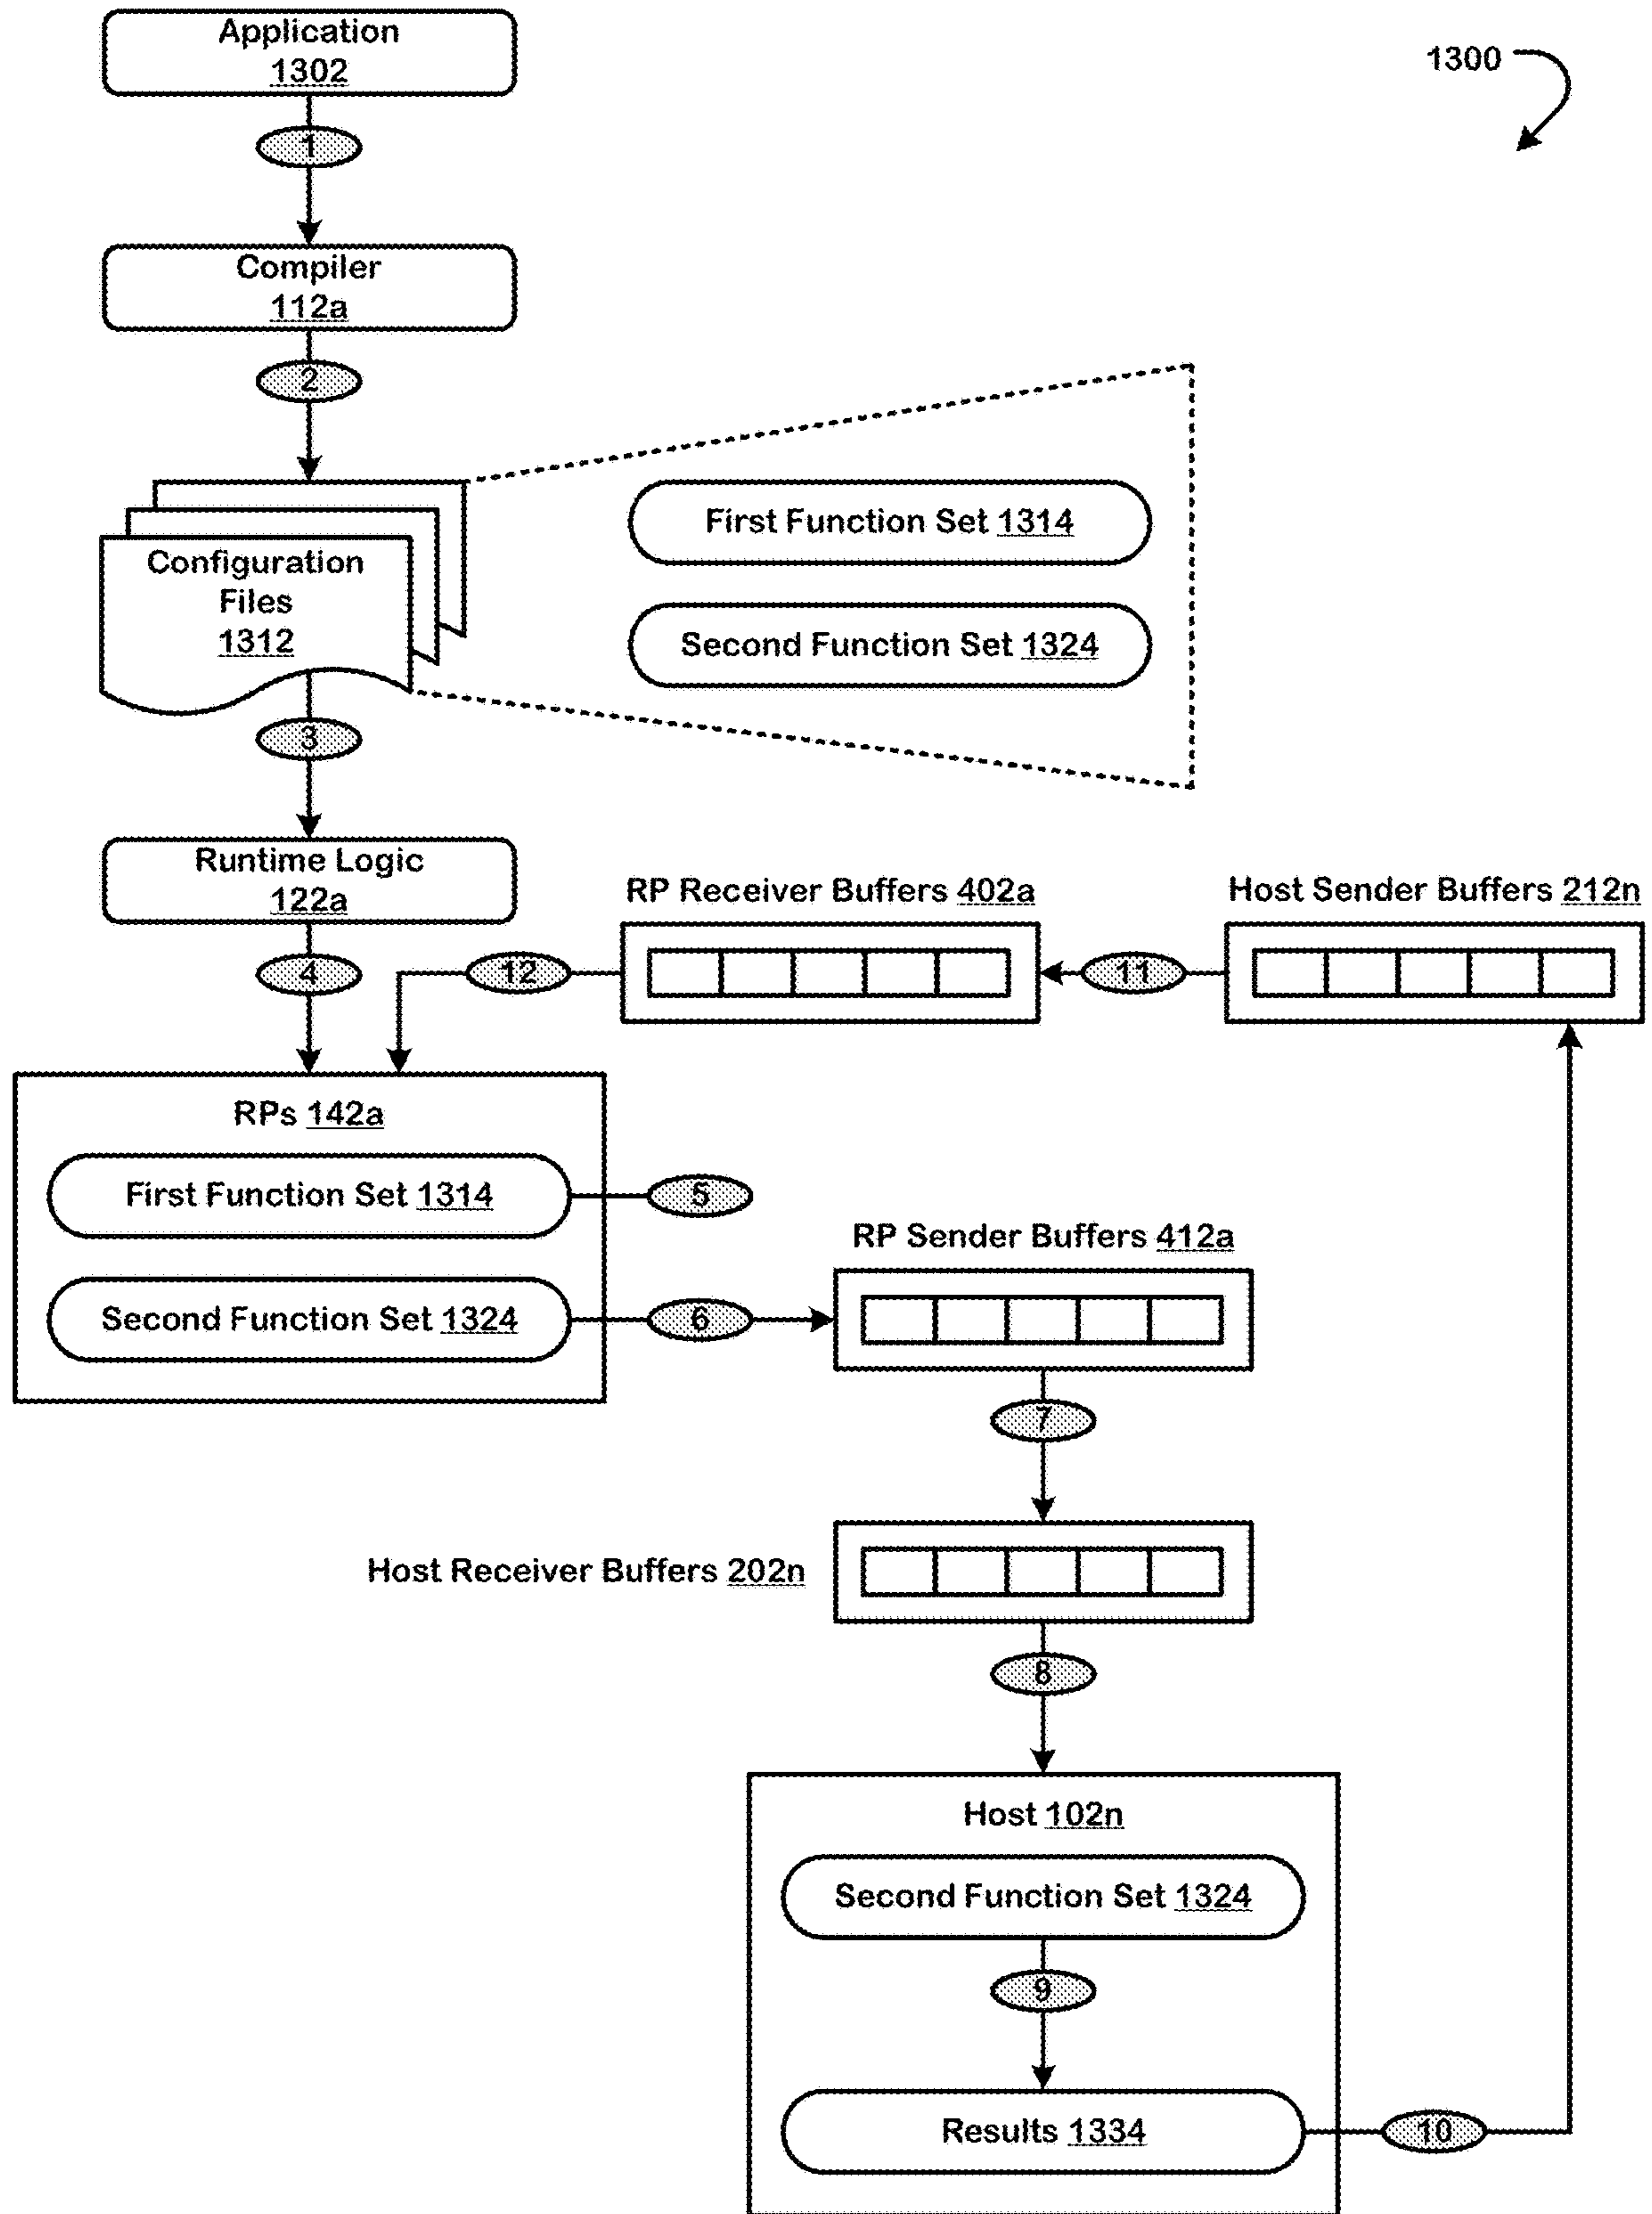 Application
1302
1300
1
Compiler
112a
2
First Function Set 1314
Configuration
Files
1312
Second Function Set 1324
3
Runtime Logic
122a
RP Receiver Buffers 402a
Host Sender Buffers 212n
4
12
11
RPs 142a
First Function Set 1314
5
RP Sender Buffers 412a
Second Function Set 1324
6
7
Host Receiver Buffers 202n
8
Host 102n
Second Function Set 1324
9
Results 1334
10